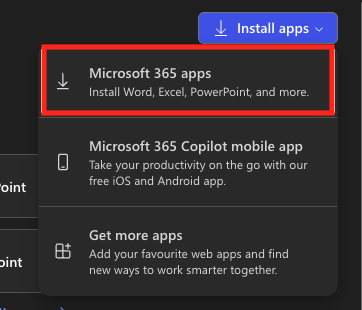 Install apps
Microsoft 365 apps
Install Word, Excel, PowerPoint, and more.
Microsoft 365 Copilot mobile app
Take your productivity on the go with our
free iOS and Android app.
Point
Get more apps
Add your favourite web apps and find
new ways to work smarter together.
oint